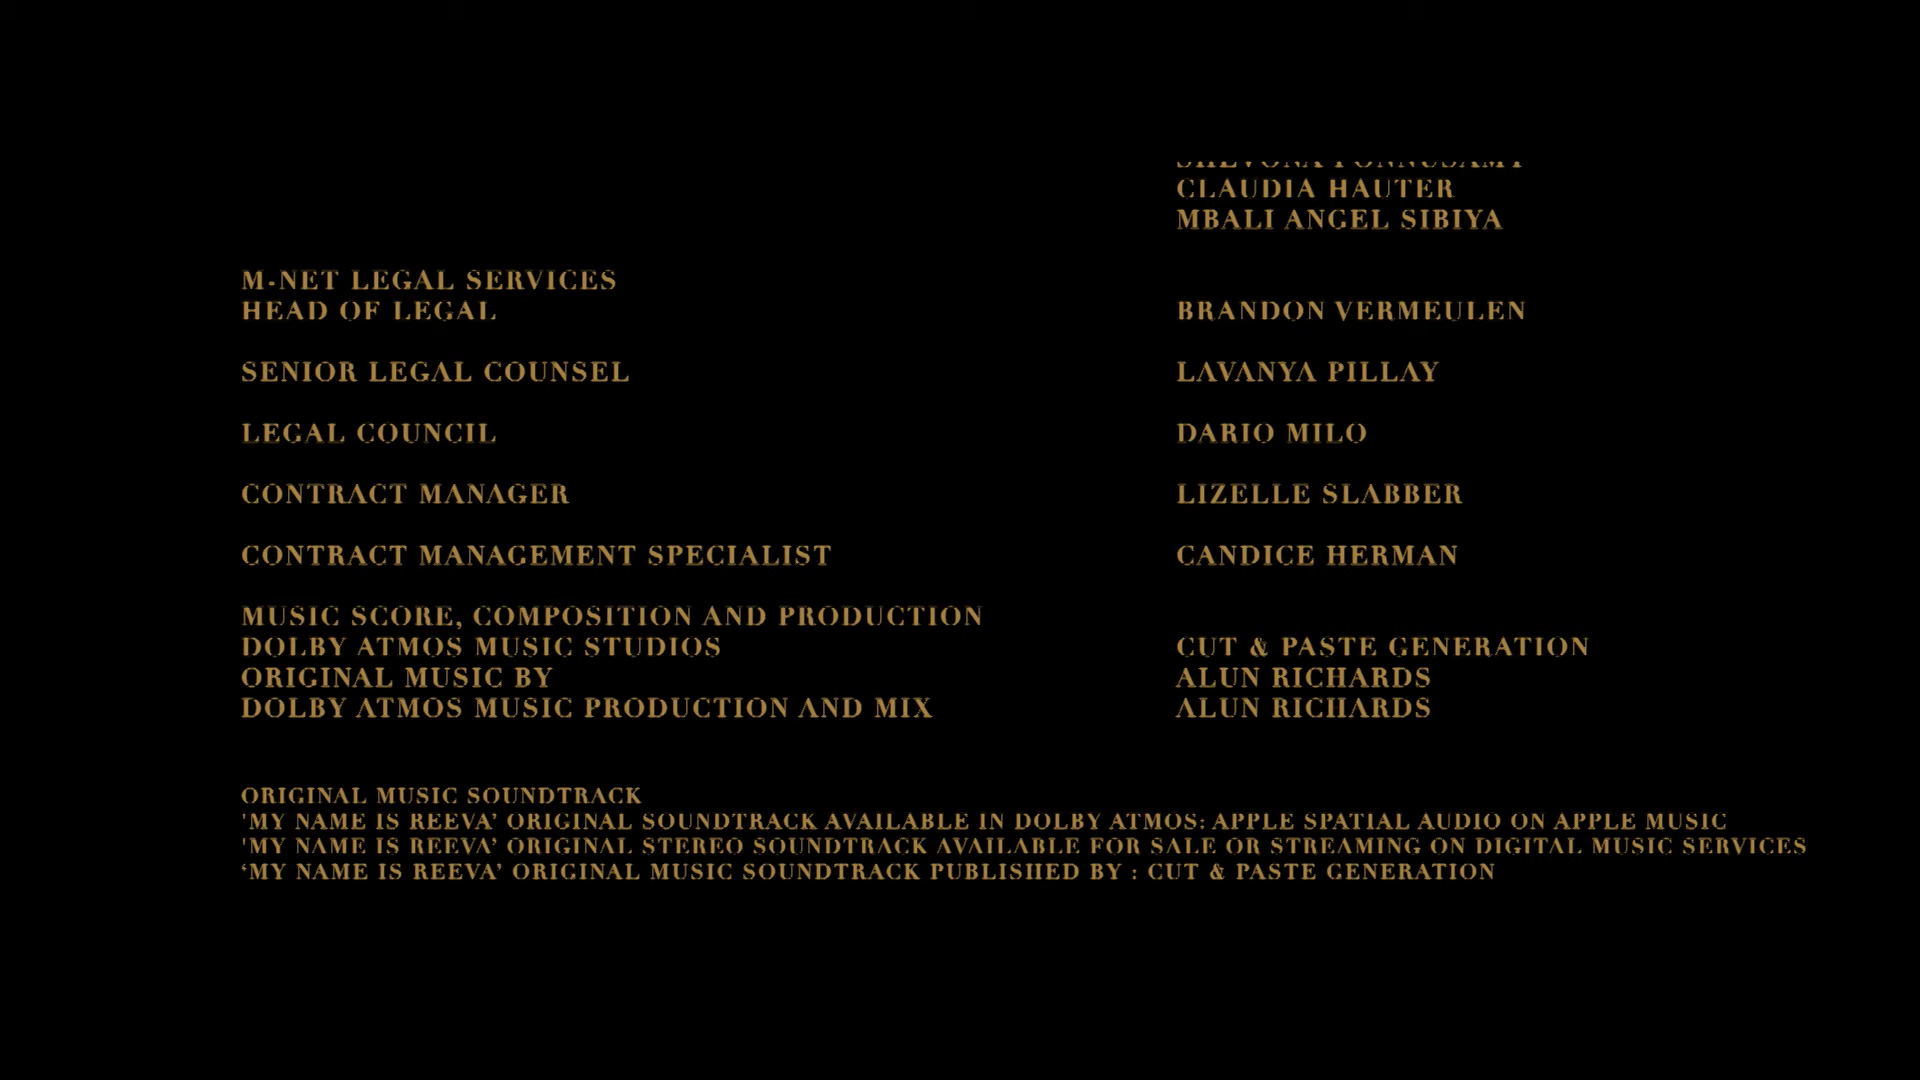 CLAUDIA HAUTER
MBALI ANGEL SIBIYA
M-NET LEGAL SERVICES
HEAD OF LEGAL BRANDON VERMEULEN
SENIOR LEGAL COUNSEL LAVANYA PILLAY
LEGAL COUNCIL DARIO MILO
CONTRACT MANAGER LIZELLE SLABBER
CONTRACT MANAGEMENT SPECIALIST CANDICE HERMAN
MUSIC SCORE, COMPOSITION AND PRODUCTION
DOLBY ATMOS MUSIC STUDIOS CUT & PASTE GENERATION
ORIGINAL MUSIC BY ALUN RICHARDS
DOLBY ATMOS MUSIC PRODUCTION AND MIX ALUN RICHARDS
ORIGINAL MUSIC SOUNDTRACK
'MY NAME IS REEVA’ ORIGINAL SOUNDTRACK AVAILABLE IN DOLBY ATMOS: APPLE SPATIAL AUDIO ON APPLE MUSIC
'MY NAME IS REEVA’ ORIGINAL STEREO SOUNDTRACK AVAILABLE FOR SALE OR STREAMING ON DIGITAL MUSIC SERVICES
‘MY NAME IS REEVA’ ORIGINAL MUSIC SOUNDTRACK PUBLISHED BY : CUT & PASTE GENERATION